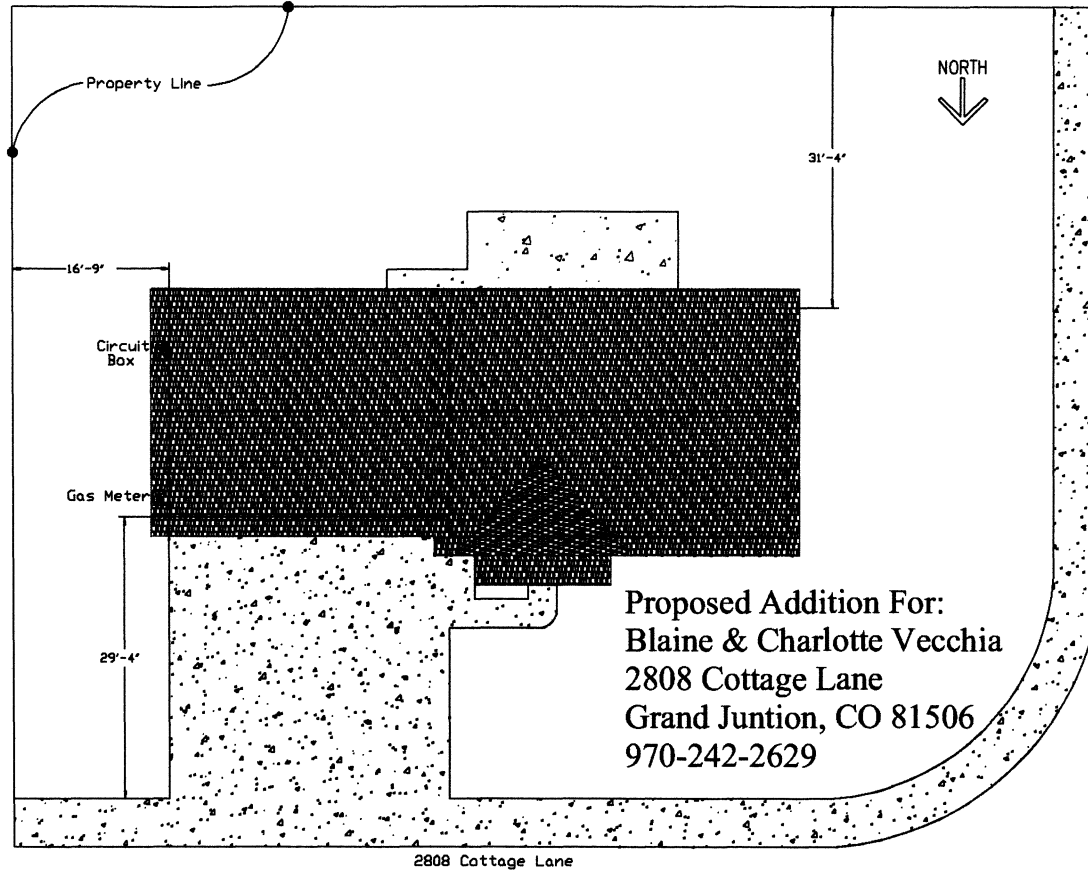 Property Line
NORTH
31'-4"
16'-9"
Circuit
Box
Gas Meter
29'-4"
Proposed Addition For:
Blaine & Charlotte Vecchia
2808 Cottage Lane
Grand Juntion, CO 81506
970-242-2629
2808 Cottage Lane